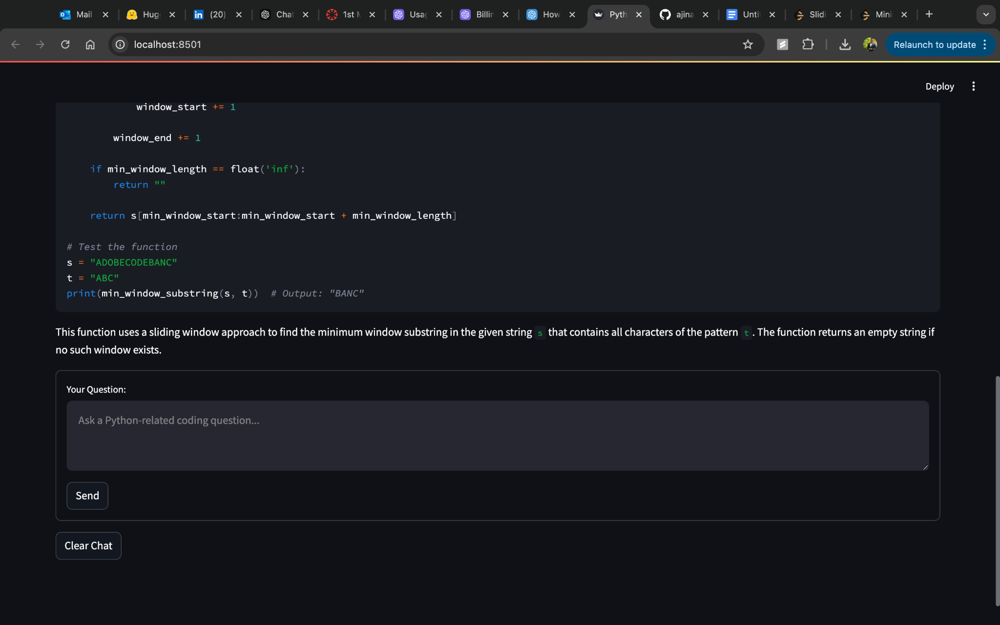 Mail Hug (20) Chat 1st Usa Billin How Pyth ajina Unti Slidi Mini
localhost:8501 Relaunch to update
Deploy
window_start += 1
window_end += 1
if min_window_length == float('inf'):
return ""
return s[min_window_start:min_window_start + min_window_length]
# Test the function
s = "ADOBECODEBANC"
t = "ABC"
print(min_window_substring(s, t))  # Output: "BANC"
This function uses a sliding window approach to find the minimum window substring in the given string s that contains all characters of the pattern t. The function returns an empty string if
no such window exists.
Your Question:
Ask a Python-related coding question...
Send
Clear Chat